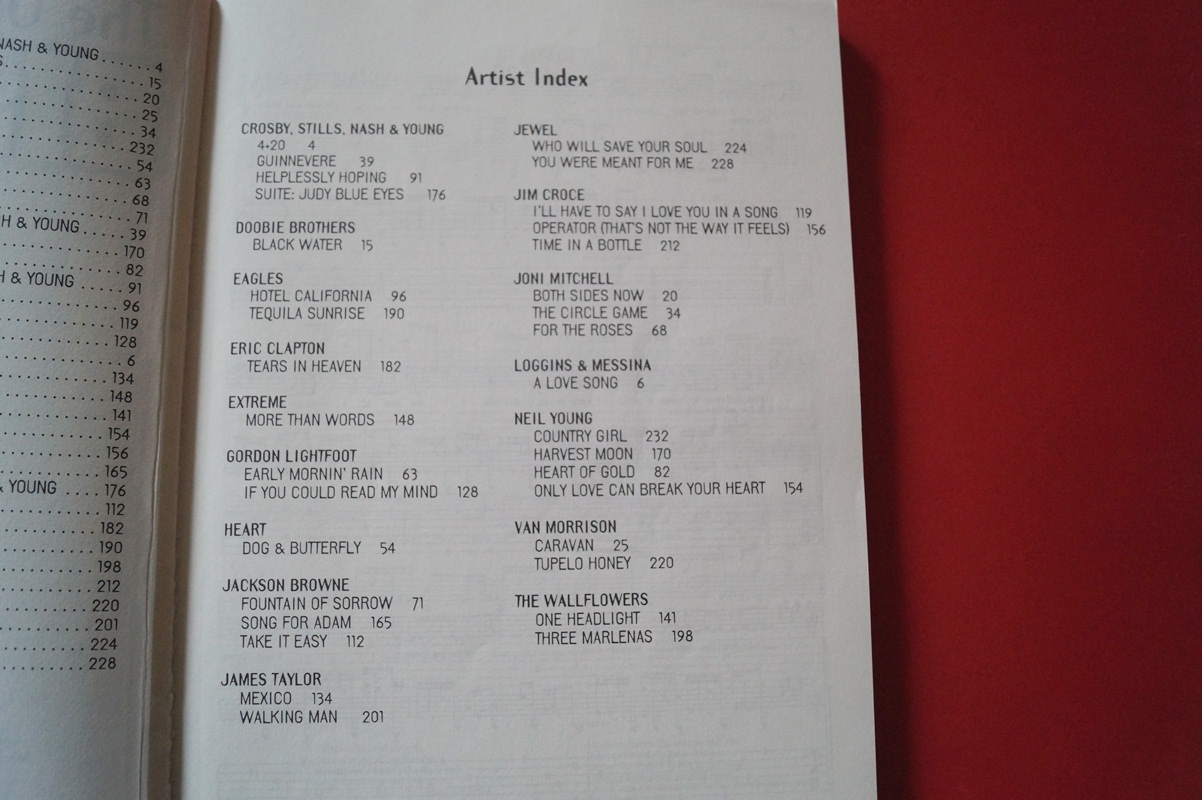 NASH & YOUNG.......4
15
20
25
34
232
54
63
68
71
H & YOUNG.....39
170
82
H & YOUNG.....91
96
119
128
6
134
148
141
154
156
165
& YOUNG....176
112
182
190
198
212
220
201
224
228
Artist Index
CROSBY, STILLS, NASH & YOUNG
4+20 4
GUINNEVERE 39
HELPLESSLY HOPING 91
SUITE: JUDY BLUE EYES 176
DOOBIE BROTHERS
BLACK WATER 15
EAGLES
HOTEL CALIFORNIA 96
TEQUILA SUNRISE 190
ERIC CLAPTON
TEARS IN HEAVEN 182
EXTREME
MORE THAN WORDS 148
GORDON LIGHTFOOT
EARLY MORNIN' RAIN 63
IF YOU COULD READ MY MIND 128
HEART
DOG & BUTTERFLY 54
JACKSON BROWNE
FOUNTAIN OF SORROW 71
SONG FOR ADAM 165
TAKE IT EASY 112
JAMES TAYLOR
MEXICO 134
WALKING MAN 201
JEWEL
WHO WILL SAVE YOUR SOUL 224
YOU WERE MEANT FOR ME 228
JIM CROCE
I'LL HAVE TO SAY I LOVE YOU IN A SONG 119
OPERATOR (THAT'S NOT THE WAY IT FEELS) 156
TIME IN A BOTTLE 212
JONI MITCHELL
BOTH SIDES NOW 20
THE CIRCLE GAME 34
FOR THE ROSES 68
LOGGINS & MESSINA
A LOVE SONG 6
NEIL YOUNG
COUNTRY GIRL 232
HARVEST MOON 170
HEART OF GOLD 82
ONLY LOVE CAN BREAK YOUR HEART 154
VAN MORRISON
CARAVAN 25
TUPELO HONEY 220
THE WALLFLOWERS
ONE HEADLIGHT 141
THREE MARLENAS 198